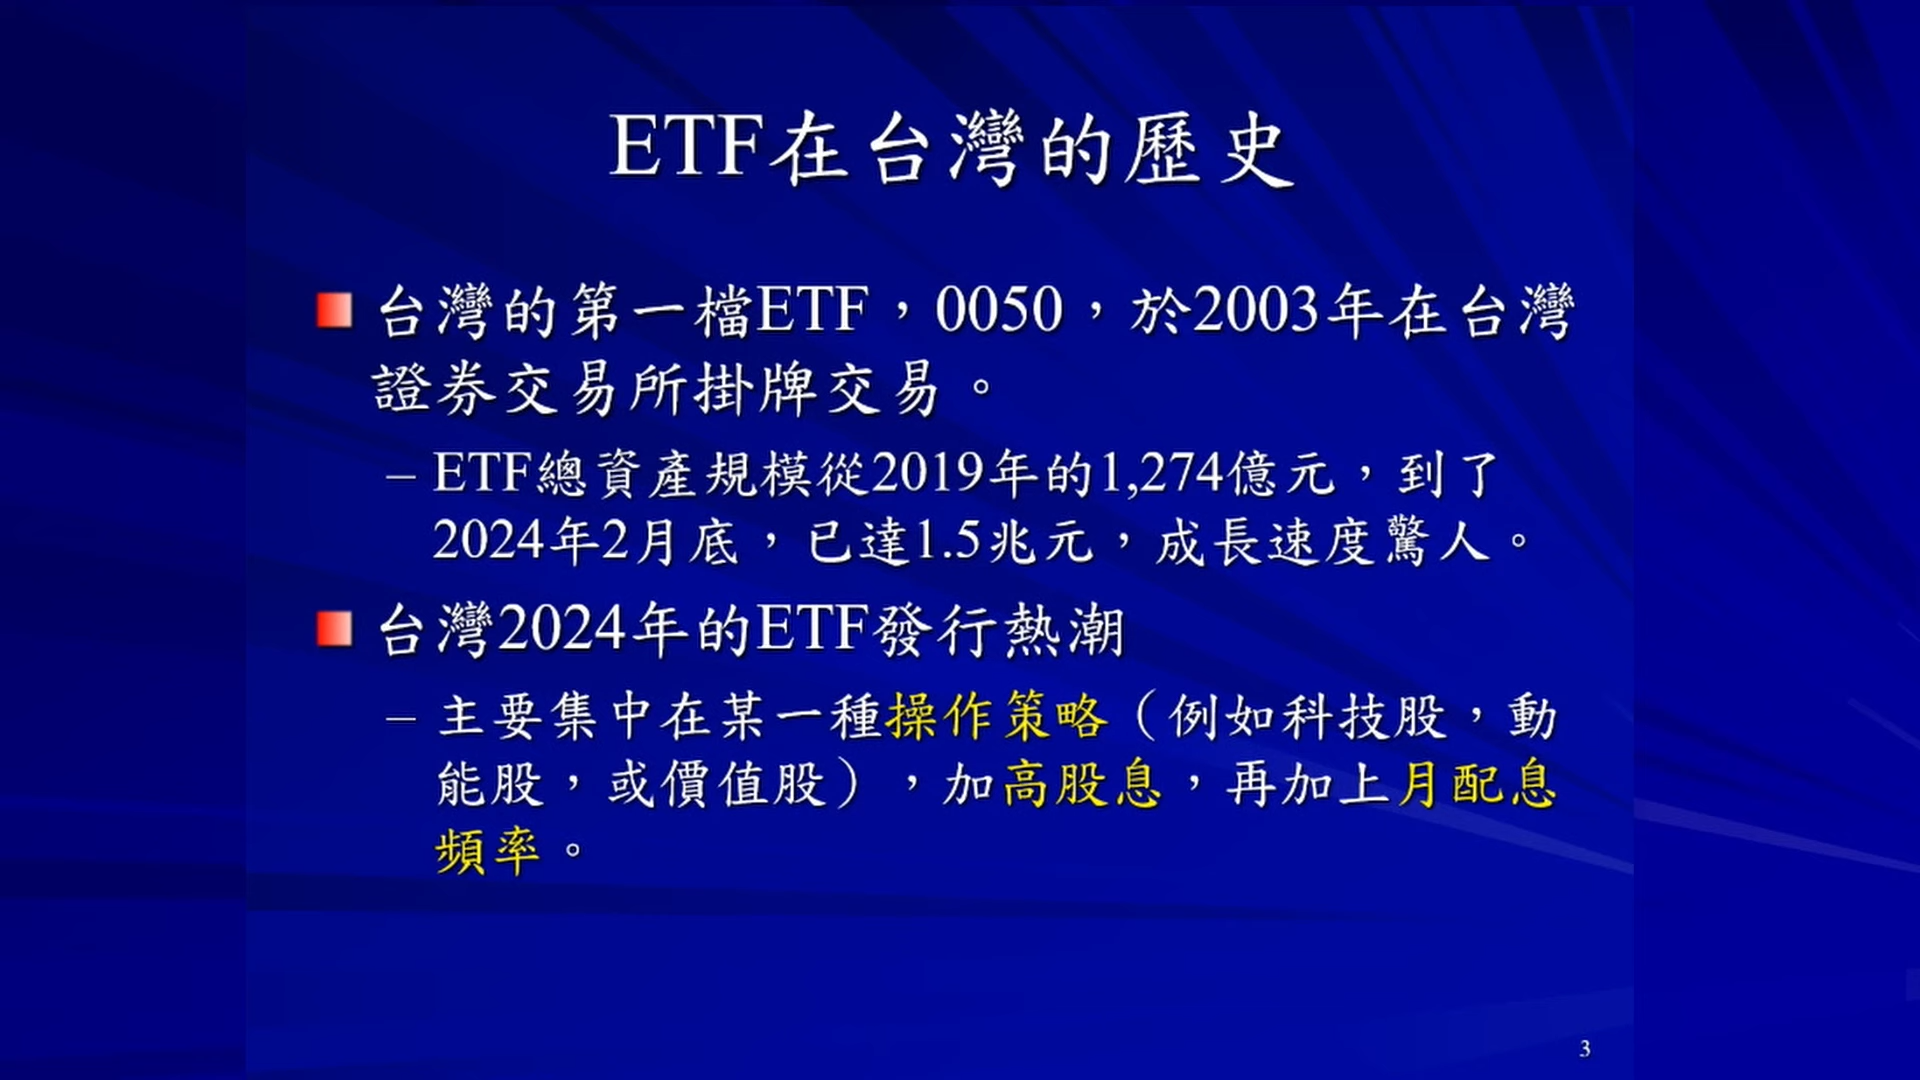 ETF在台灣的歷史
台灣的第一檔ETF，0050，於2003年在台灣
證券交易所掛牌交易。
– ETF總資產規模從2019年的1,274億元，到了
2024年2月底，已達1.5兆元，成長速度驚人。
台灣2024年的ETF發行熱潮
– 主要集中在某一種操作策略（例如科技股，動
能股，或價值股），加高股息，再加上月配息
頻率。
3